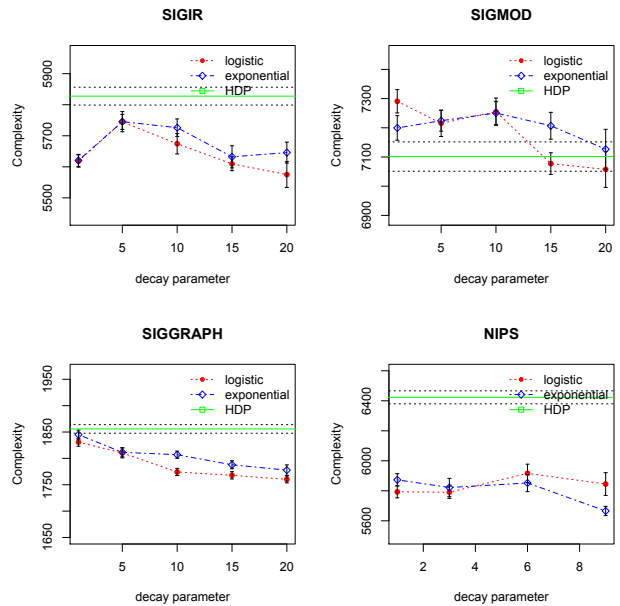 SIGIR
Complexity
5500 5700 5900
logistic
exponential
HDP
5 10 15 20
decay parameter
SIGMOD
Complexity
6900 7100 7300
logistic
exponential
HDP
5 10 15 20
decay parameter
SIGGRAPH
Complexity
1650 1750 1850 1950
logistic
exponential
HDP
5 10 15 20
decay parameter
NIPS
Complexity
5600 6000 6400
logistic
exponential
HDP
2 4 6 8
decay parameter